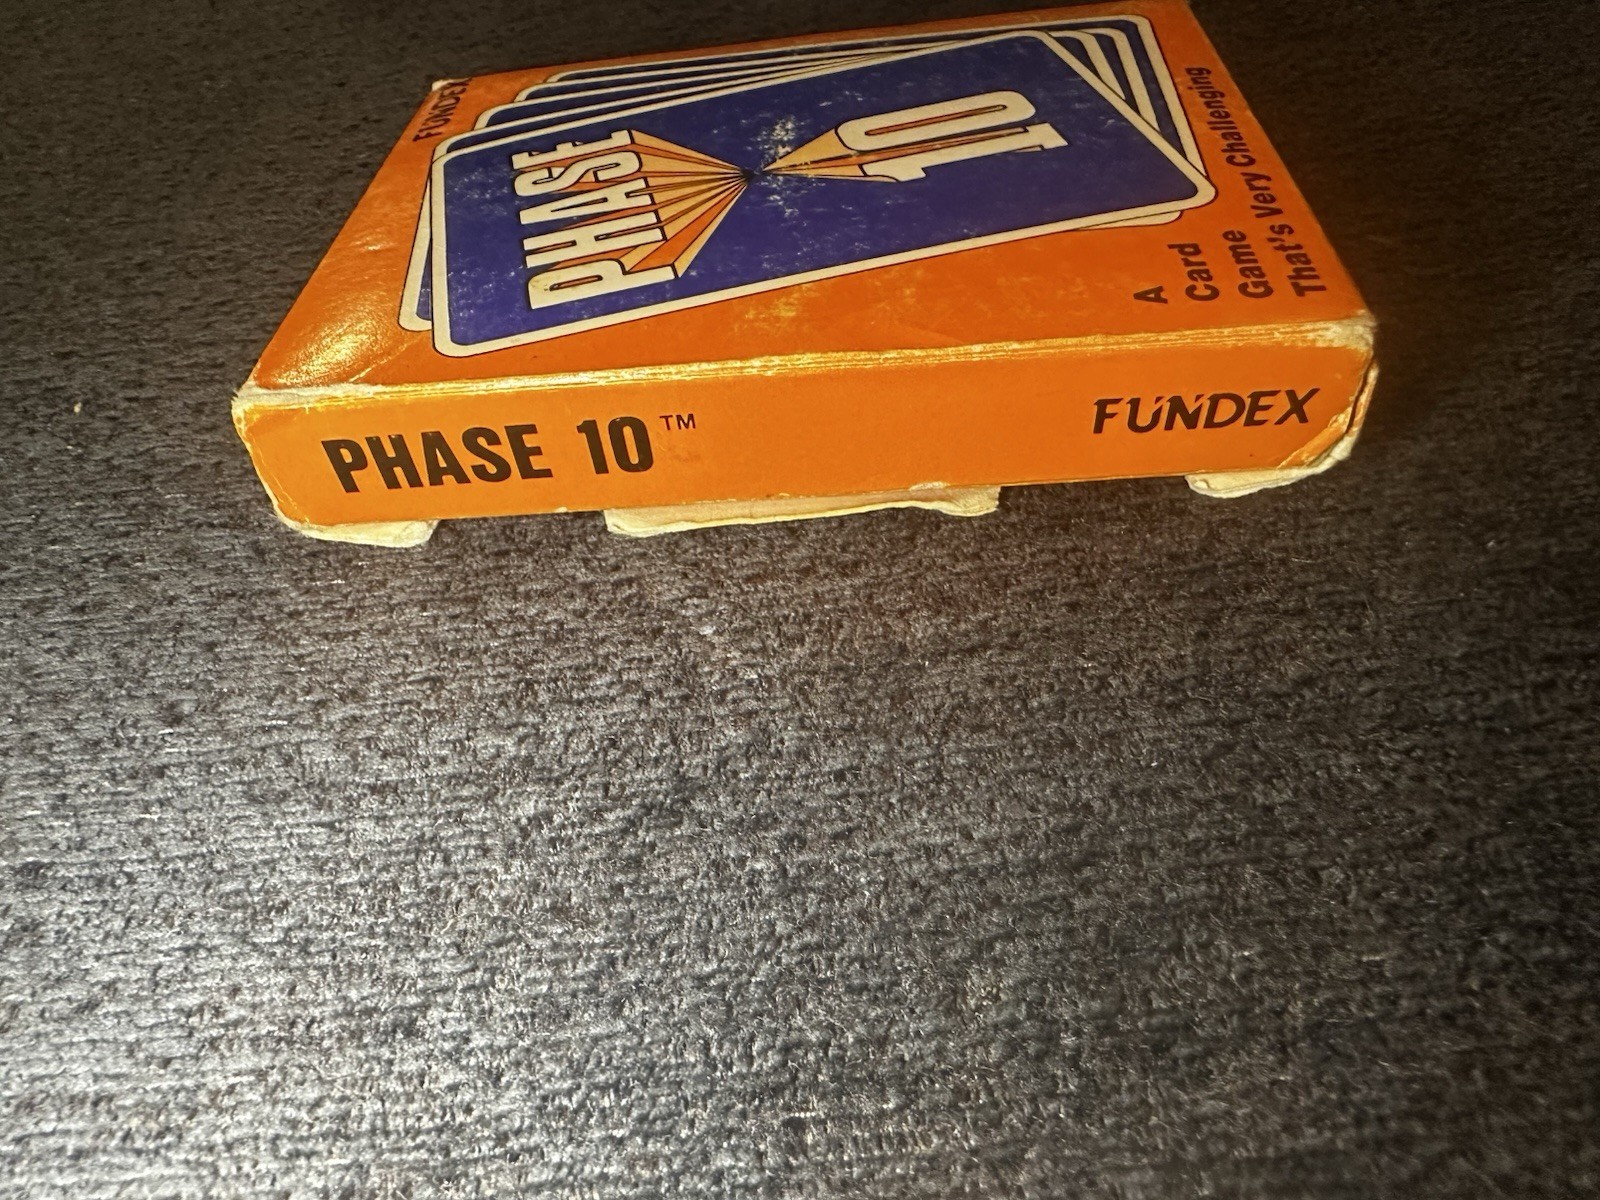 FUNDEX
PHASE
10
A
Card
Game
That's Very Challenging
PHASE 10™
FUNDEX